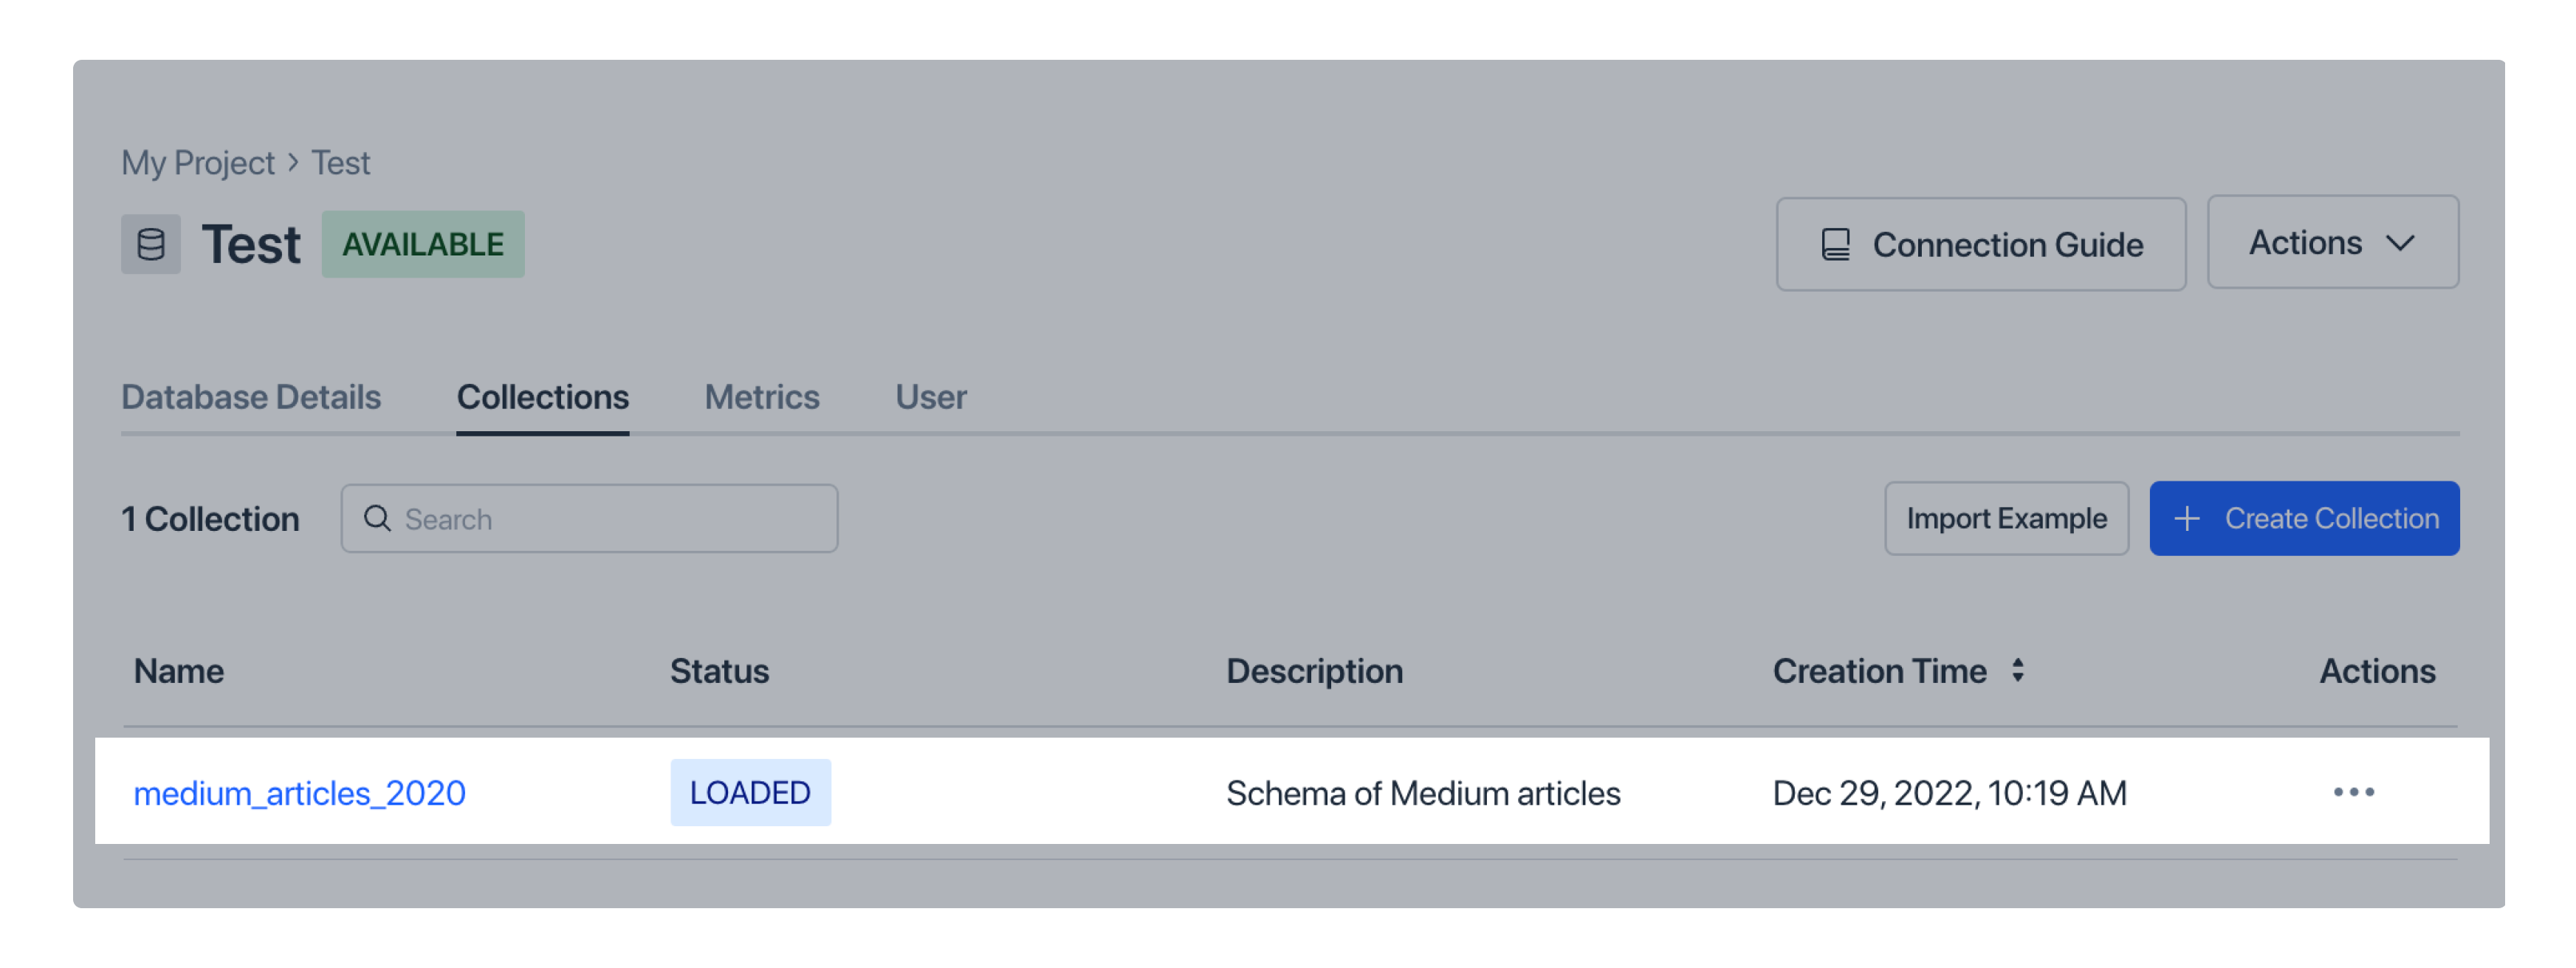 My Project > Test
Test AVAILABLE
Connection Guide Actions
Database Details Collections Metrics User
1 Collection Search Import Example + Create Collection
Name Status Description Creation Time Actions
medium_articles_2020 LOADED Schema of Medium articles Dec 29, 2022, 10:19 AM ...